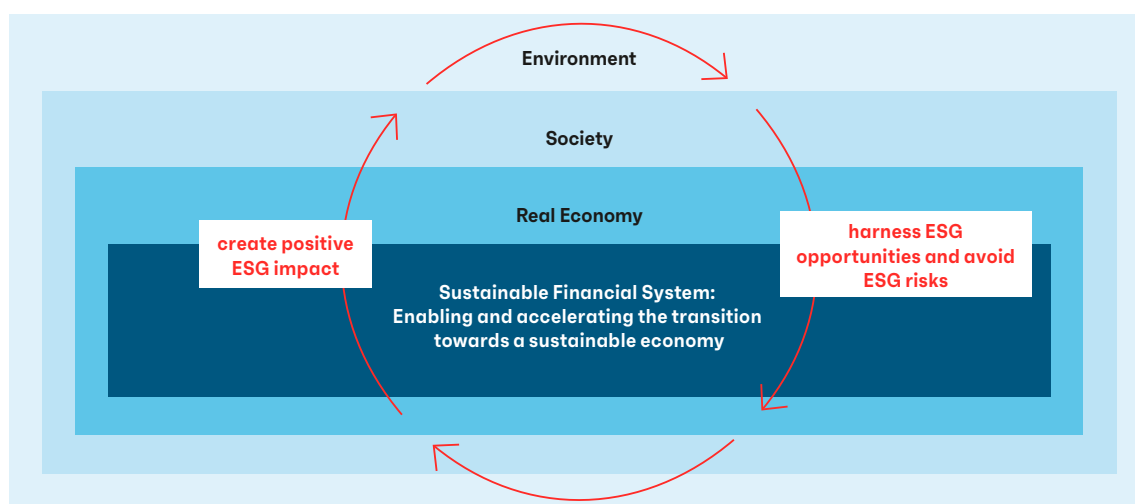 Environment
Society
Real Economy
create positive
ESG impact
harness ESG
opportunities and avoid
ESG risks
Sustainable Financial System:
Enabling and accelerating the transition
towards a sustainable economy